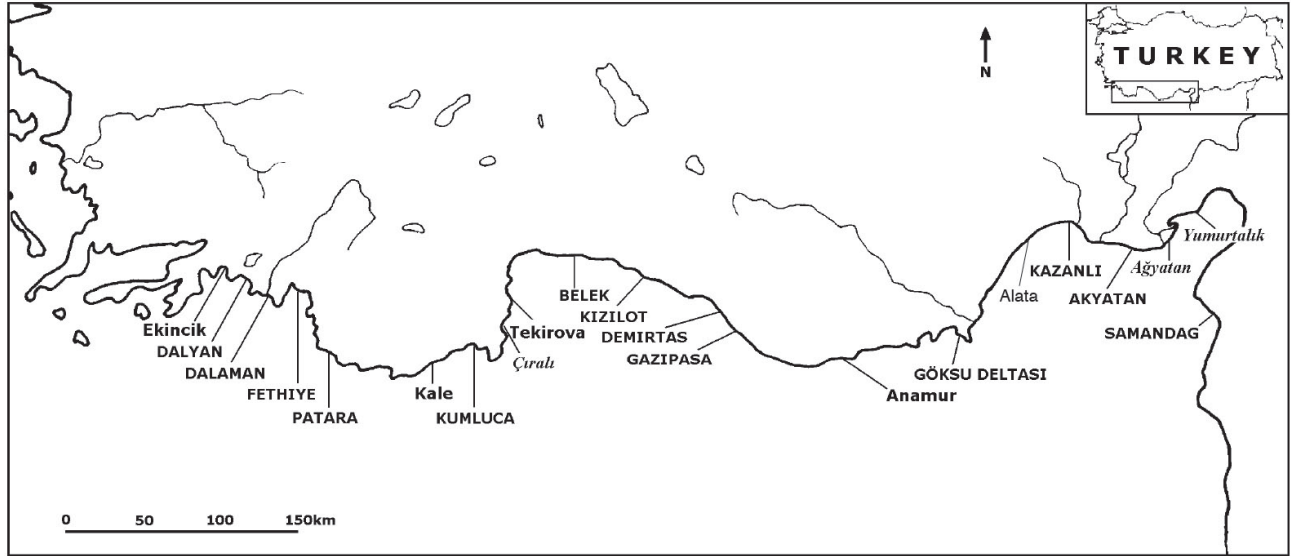 TURKEY
N
Yumurtalık
KAZANLI
Ağyatan
Alata
AKYATAN
BELEK
KIZILOT
Ekincik
Tekirova
DEMIRTAS
SAMANDAG
DALYAN
GAZIPASA
Çıralı
DALAMAN
GÖKSU DELTASI
FETHIYE
Kale
Anamur
PATARA
KUMLUCA
0 50 100 150km